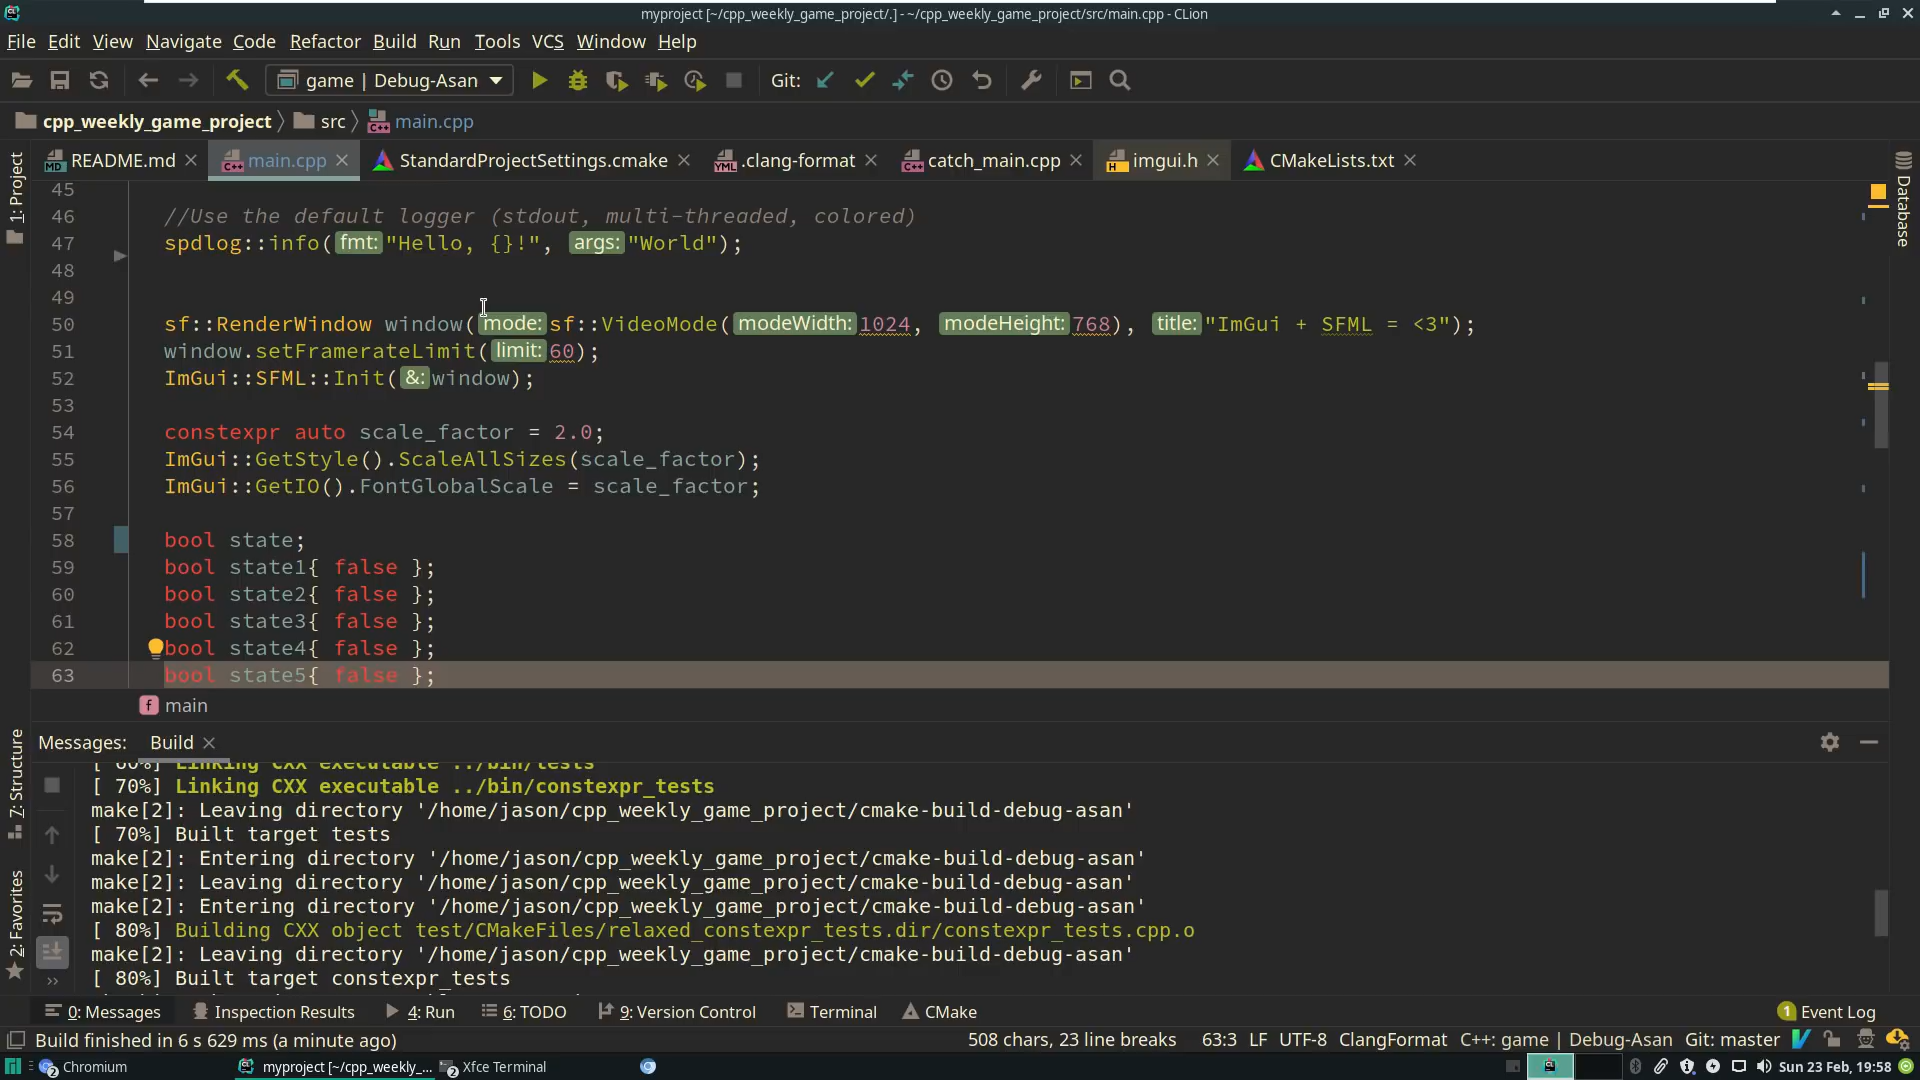 myproject [~/cpp_weekly_game_project/.] - ~/cpp_weekly_game_project/src/main.cpp - CLion
File Edit View Navigate Code Refactor Build Run Tools VCS Window Help
game | Debug-Asan Git:
cpp_weekly_game_project src main.cpp
README.md main.cpp StandardProjectSettings.cmake .clang-format catch_main.cpp imgui.h CMakeLists.txt
1: Project
Database
45
46 //Use the default logger (stdout, multi-threaded, colored)
47 spdlog::info( fmt: "Hello, {}!", args: "World");
48
49
50 sf::RenderWindow window( mode: sf::VideoMode( modeWidth: 1024, modeHeight: 768), title: "ImGui + SFML = <3");
51 window.setFramerateLimit( limit: 60);
52 ImGui::SFML::Init( &: window);
53
54 constexpr auto scale_factor = 2.0;
55 ImGui::GetStyle().ScaleAllSizes(scale_factor);
56 ImGui::GetIO().FontGlobalScale = scale_factor;
57
58 bool state;
59 bool state1{ false };
60 bool state2{ false };
61 bool state3{ false };
62 bool state4{ false };
63 bool state5{ false };
f main
7: Structure
2: Favorites
Messages: Build
[ 60%] Linking CXX executable ../bin/tests
[ 70%] Linking CXX executable ../bin/constexpr_tests
make[2]: Leaving directory '/home/jason/cpp_weekly_game_project/cmake-build-debug-asan'
[ 70%] Built target tests
make[2]: Entering directory '/home/jason/cpp_weekly_game_project/cmake-build-debug-asan'
make[2]: Leaving directory '/home/jason/cpp_weekly_game_project/cmake-build-debug-asan'
make[2]: Entering directory '/home/jason/cpp_weekly_game_project/cmake-build-debug-asan'
[ 80%] Building CXX object test/CMakeFiles/relaxed_constexpr_tests.dir/constexpr_tests.cpp.o
make[2]: Leaving directory '/home/jason/cpp_weekly_game_project/cmake-build-debug-asan'
[ 80%] Built target constexpr_tests
0: Messages Inspection Results 4: Run 6: TODO 9: Version Control Terminal CMake 1 Event Log
Build finished in 6 s 629 ms (a minute ago) 508 chars, 23 line breaks 63:3 LF UTF-8 ClangFormat C++: game | Debug-Asan Git: master
2 Chromium myproject [~/cpp_weekly_... 2 Xfce Terminal Sun 23 Feb, 19:58